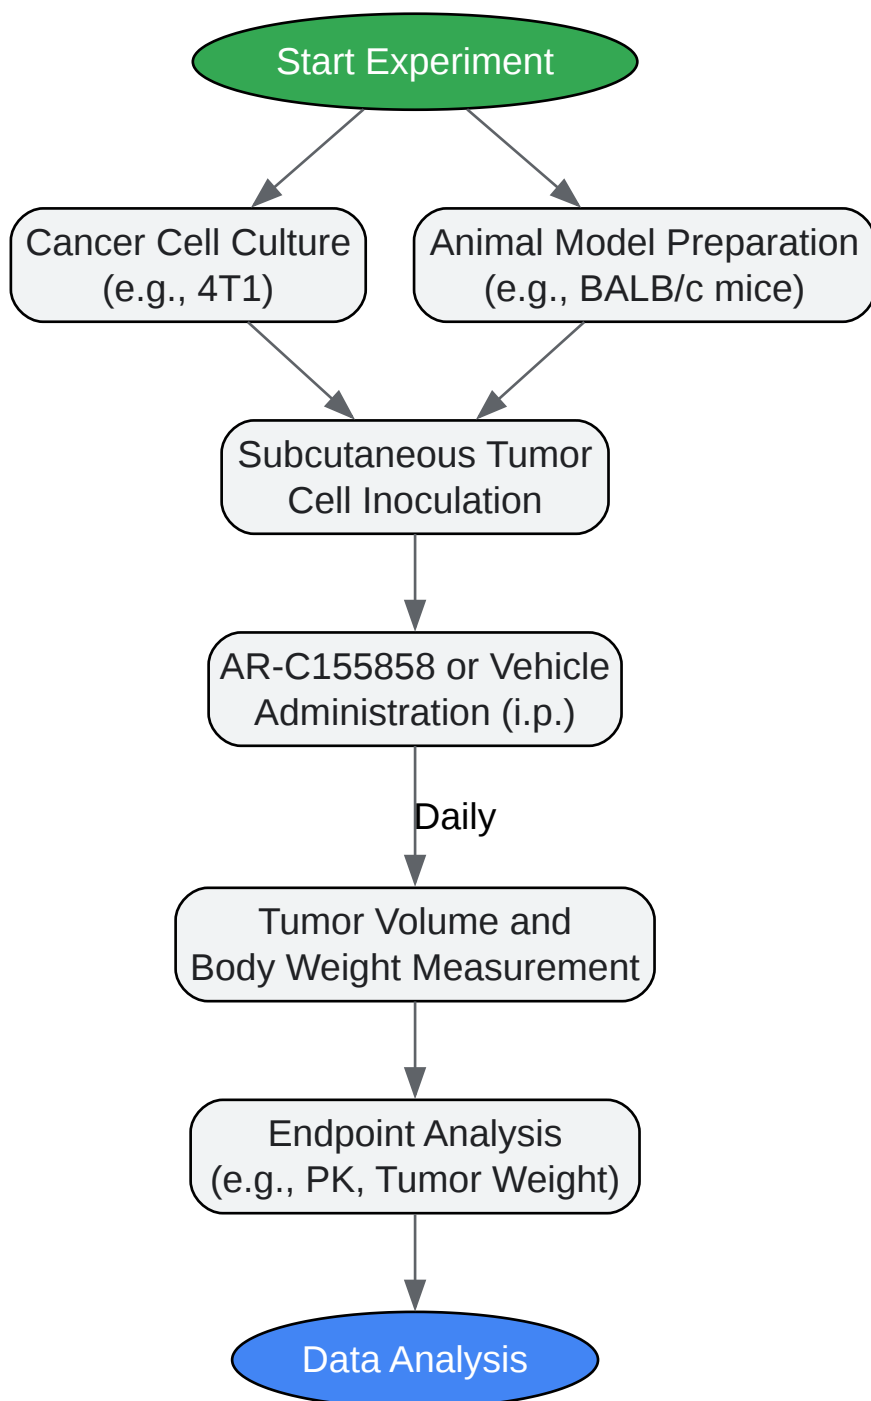 Start Experiment
Cancer Cell Culture
(e.g., 4T1)
Animal Model Preparation
(e.g., BALB/c mice)
Subcutaneous Tumor
Cell Inoculation
AR-C155858 or Vehicle
Administration (i.p.)
Daily
Tumor Volume and
Body Weight Measurement
Endpoint Analysis
(e.g., PK, Tumor Weight)
Data Analysis